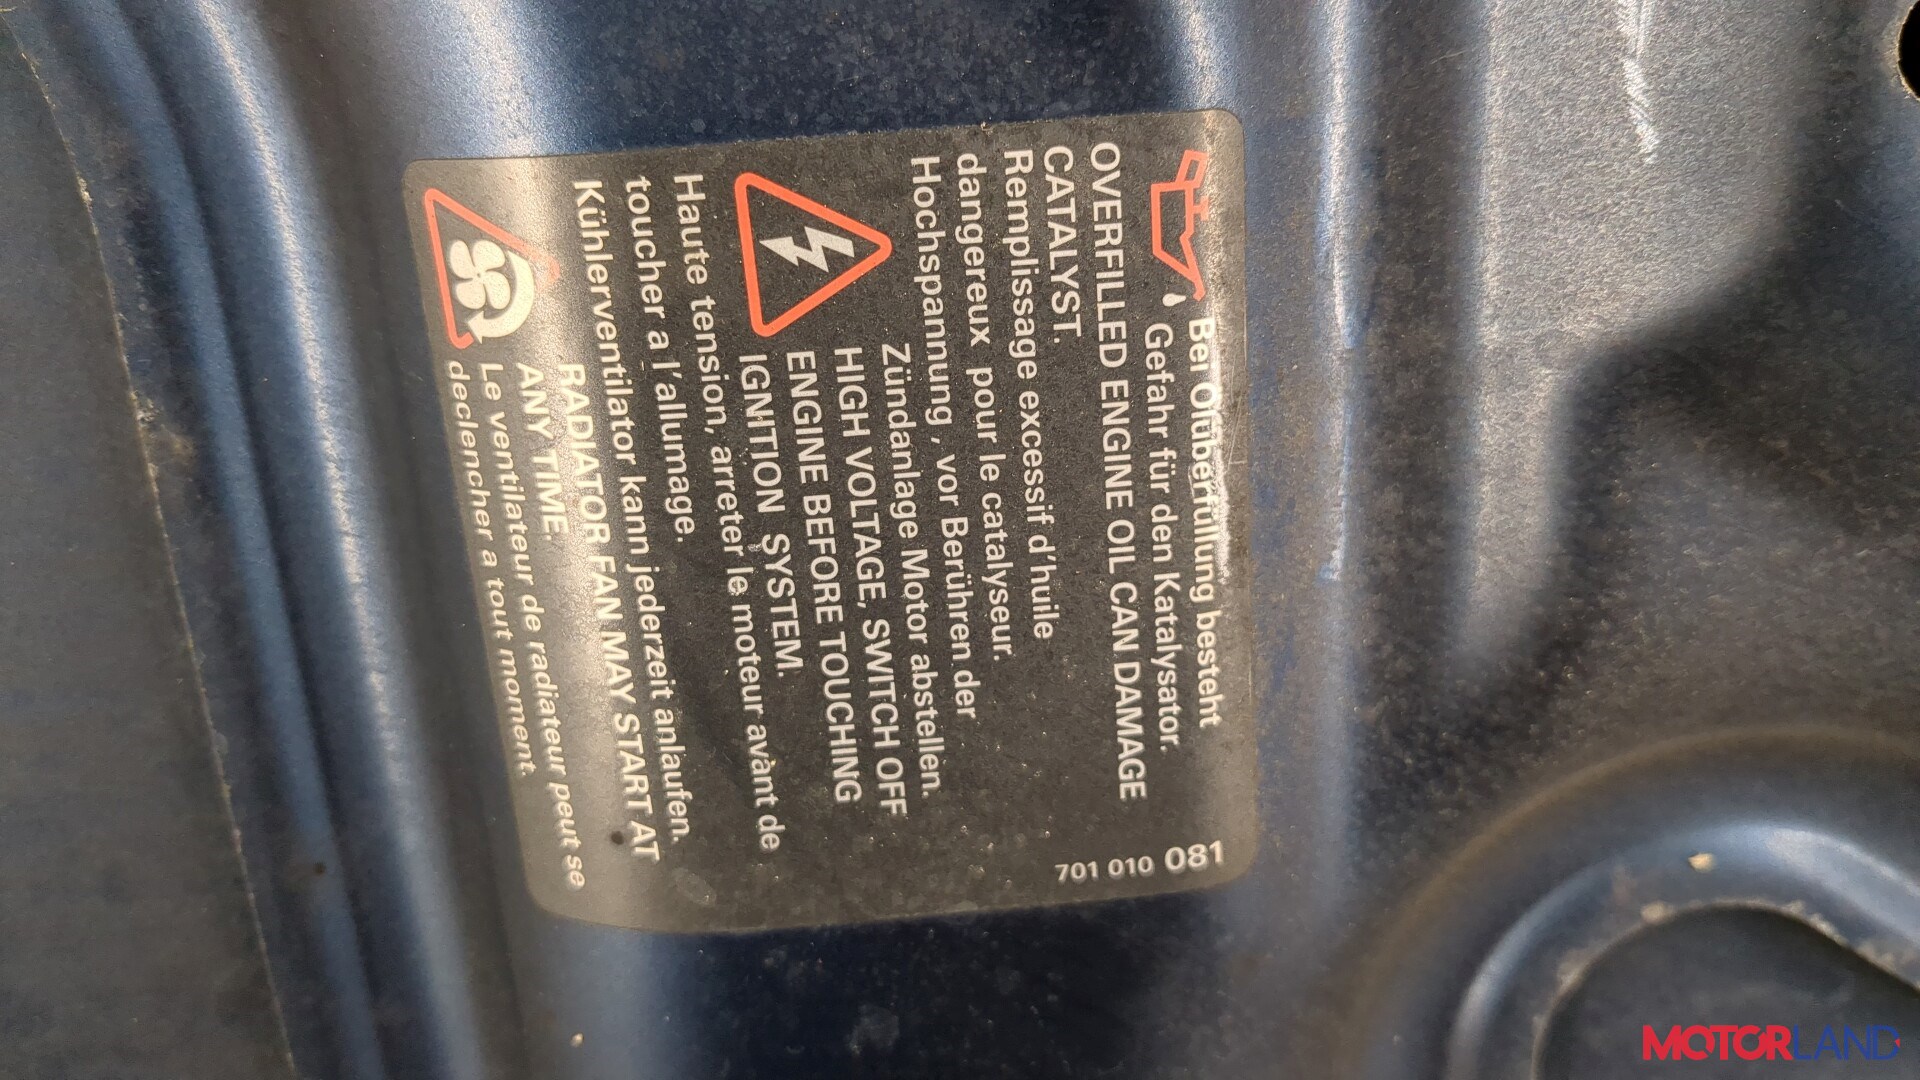 Bei Ölüberfüllung besteht
Gefahr für den Katalysator.
OVERFILLED ENGINE OIL CAN DAMAGE
CATALYST.
Remplissage excessif d'huile
dangereux pour le catalyseur.
Hochspannung, vor Berühren der
Zündanlage Motor abstellen.
HIGH VOLTAGE, SWITCH OFF
ENGINE BEFORE TOUCHING
IGNITION SYSTEM.
Haute tension, arreter le moteur avant de
toucher a l'allumage.
Kühlerventilator kann jederzeit anlaufen.
RADIATOR FAN MAY START AT
ANY TIME.
Le ventilateur de radiateur peut se
declencher a tout moment.
701 010 081
MOTORLAND